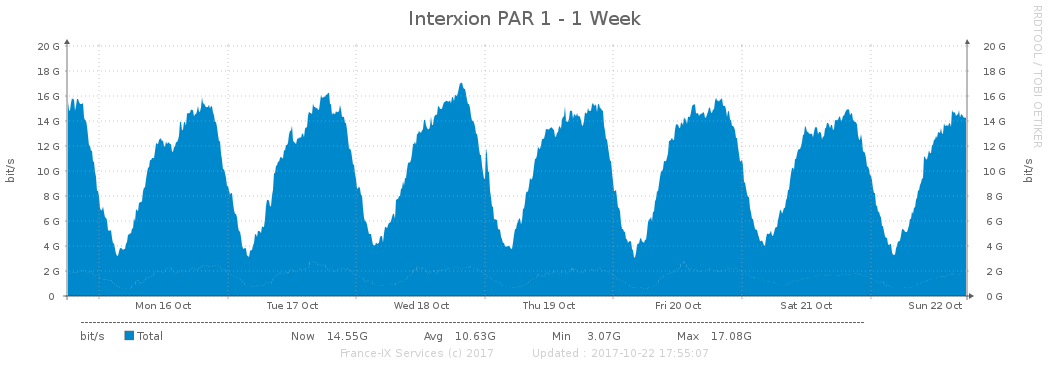 Interxion PAR 1 - 1 Week
RRDTOOL / TOBI OETIKER
bit/s
20 G 20 G
18 G 18 G
16 G 16 G
14 G 14 G
12 G 12 G
10 G 10 G
8 G 8 G
6 G 6 G
4 G 4 G
2 G 2 G
0 0 G
bit/s
Mon 16 Oct Tue 17 Oct Wed 18 Oct Thu 19 Oct Fri 20 Oct Sat 21 Oct Sun 22 Oct
bit/s Total Now 14.55G Avg 10.63G Min 3.07G Max 17.08G
France-IX Services (c) 2017 Updated : 2017-10-22 17:55:07